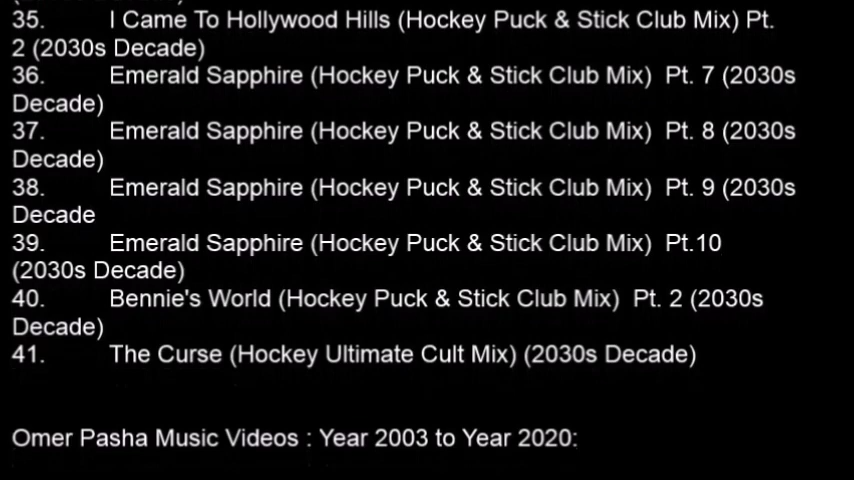 35. I Came To Hollywood Hills (Hockey Puck & Stick Club Mix) Pt.
2 (2030s Decade)
36. Emerald Sapphire (Hockey Puck & Stick Club Mix) Pt. 7 (2030s
Decade)
37. Emerald Sapphire (Hockey Puck & Stick Club Mix) Pt. 8 (2030s
Decade)
38. Emerald Sapphire (Hockey Puck & Stick Club Mix) Pt. 9 (2030s
Decade
39. Emerald Sapphire (Hockey Puck & Stick Club Mix) Pt.10
(2030s Decade)
40. Bennie's World (Hockey Puck & Stick Club Mix) Pt. 2 (2030s
Decade)
41. The Curse (Hockey Ultimate Cult Mix) (2030s Decade)
Omer Pasha Music Videos : Year 2003 to Year 2020: